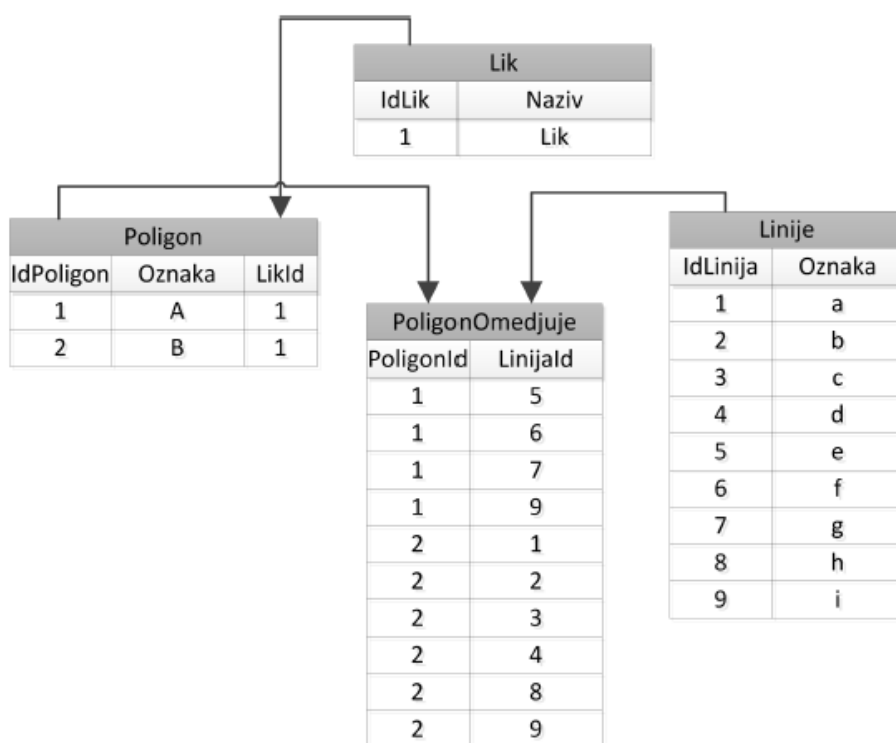 Lik
IdLik Naziv
1 Lik
Poligon
IdPoligon Oznaka LikId
1 A 1
2 B 1
PoligonOmedjuje
PoligonId LinijaId
1 5
1 6
1 7
1 9
2 1
2 2
2 3
2 4
2 8
2 9
Linije
IdLinija Oznaka
1 a
2 b
3 c
4 d
5 e
6 f
7 g
8 h
9 i